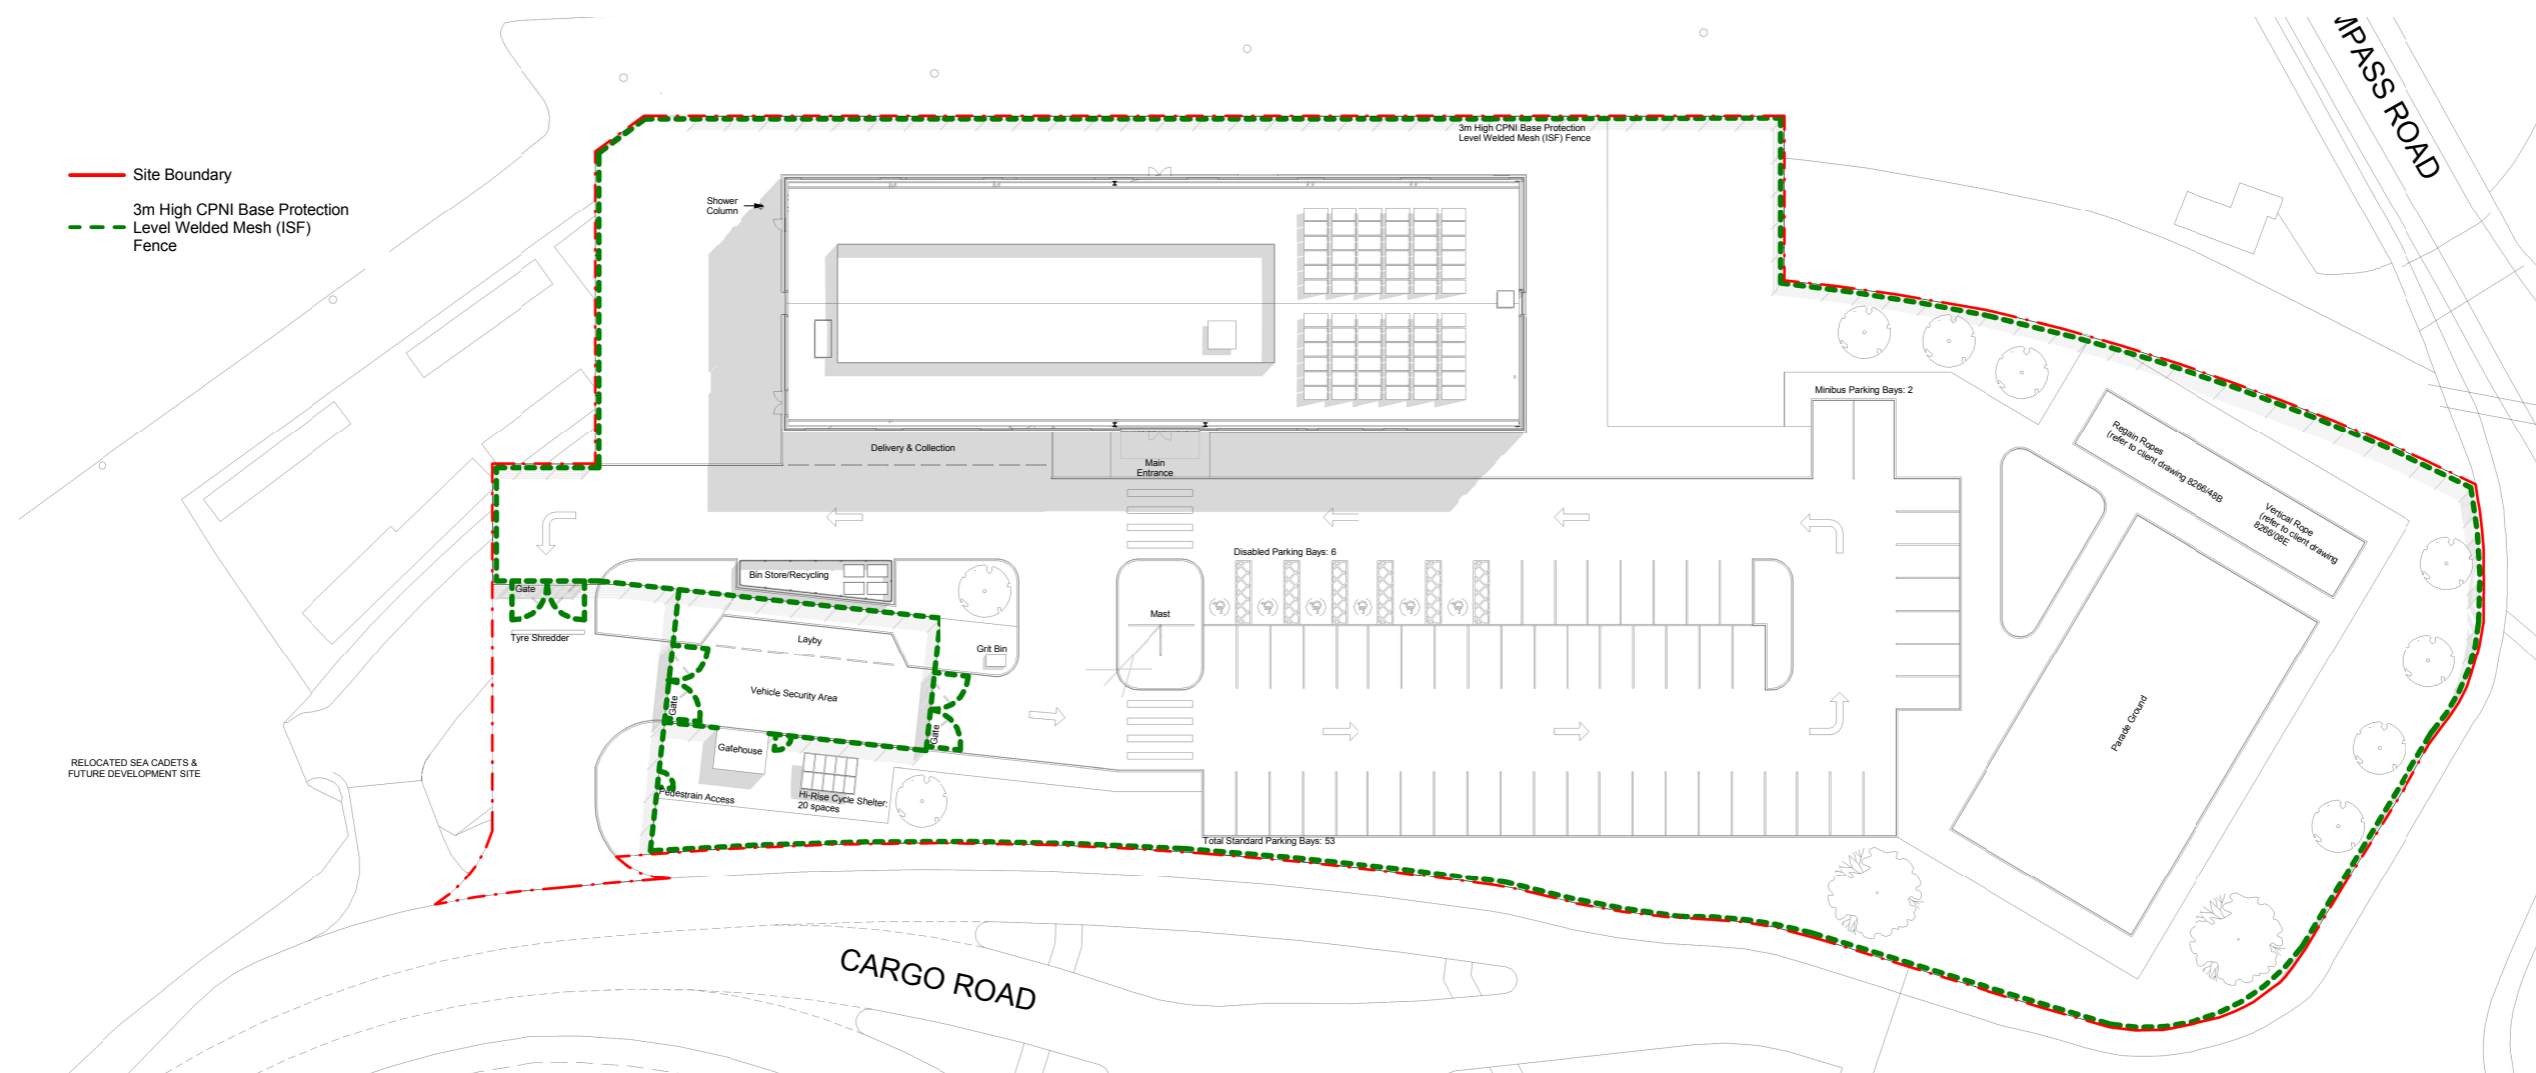 MPASS ROAD
Site Boundary
3m High CPNI Base Protection
Level Welded Mesh (ISF)
Fence
3m High CPNI Base Protection
Level Welded Mesh (ISF) Fence
Shower
Column
Delivery & Collection
Main
Entrance
Minibus Parking Bays: 2
Regain Ropes
(refer to client drawing 8266/48B
Vertical Rope
(refer to client drawing
8266/08E
Disabled Parking Bays: 6
Bin Store/Recycling
Gate
Tyre Shredder
Layby
Grit Bin
Mast
Vehicle Security Area
Gate
Gate
Gatehouse
Parade Ground
RELOCATED SEA CADETS &
FUTURE DEVELOPMENT SITE
Pedestrain Access
Hi-Rise Cycle Shelter:
20 spaces
Total Standard Parking Bays: 53
CARGO ROAD